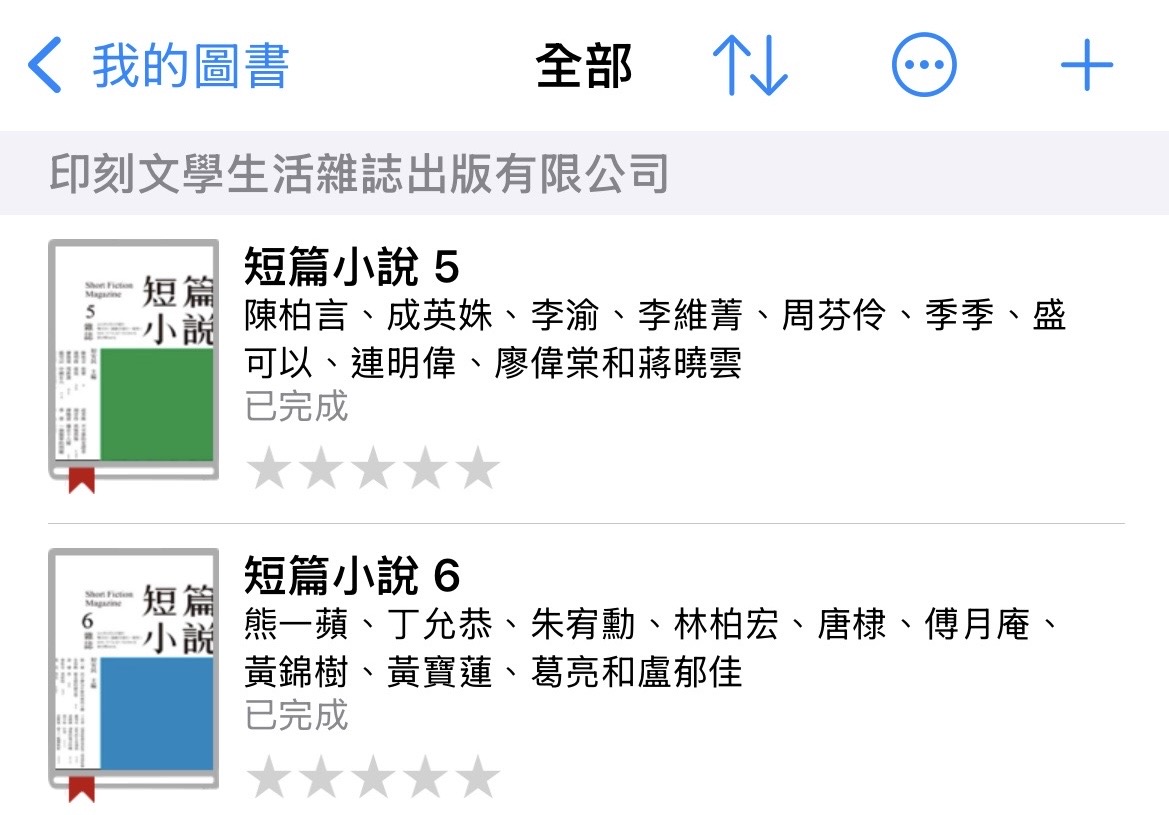 我的圖書
全部
印刻文學生活雜誌出版有限公司
Short Fiction
Magazine
短篇
小說
5
雜誌
短篇小說 5
陳柏言、成英姝、李渝、李維菁、周芬伶、季季、盛
可以、連明偉、廖偉棠和蔣曉雲
已完成
Short Fiction
Magazine
短篇
小說
6
雜誌
短篇小說 6
熊一蘋、丁允恭、朱宥勳、林柏宏、唐棣、傅月庵、
黃錦樹、黃寶蓮、葛亮和盧郁佳
已完成